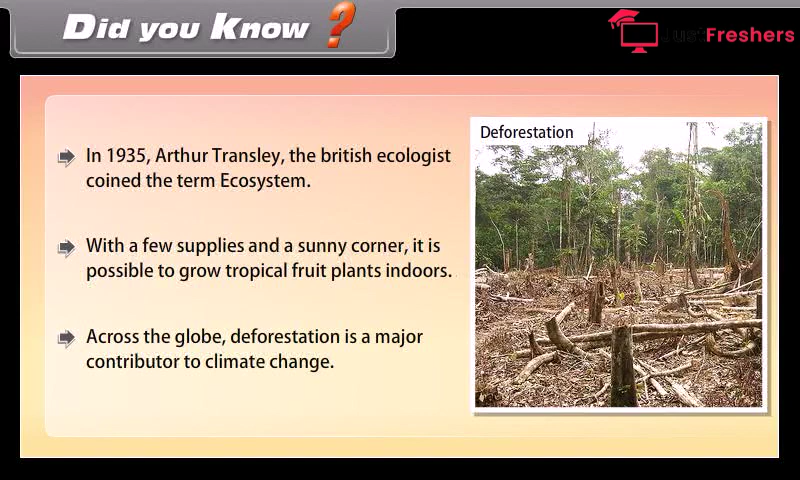 Did you Know ?
Just Freshers
In 1935, Arthur Transley, the british ecologist
coined the term Ecosystem.
With a few supplies and a sunny corner, it is
possible to grow tropical fruit plants indoors.
Across the globe, deforestation is a major
contributor to climate change.
Deforestation